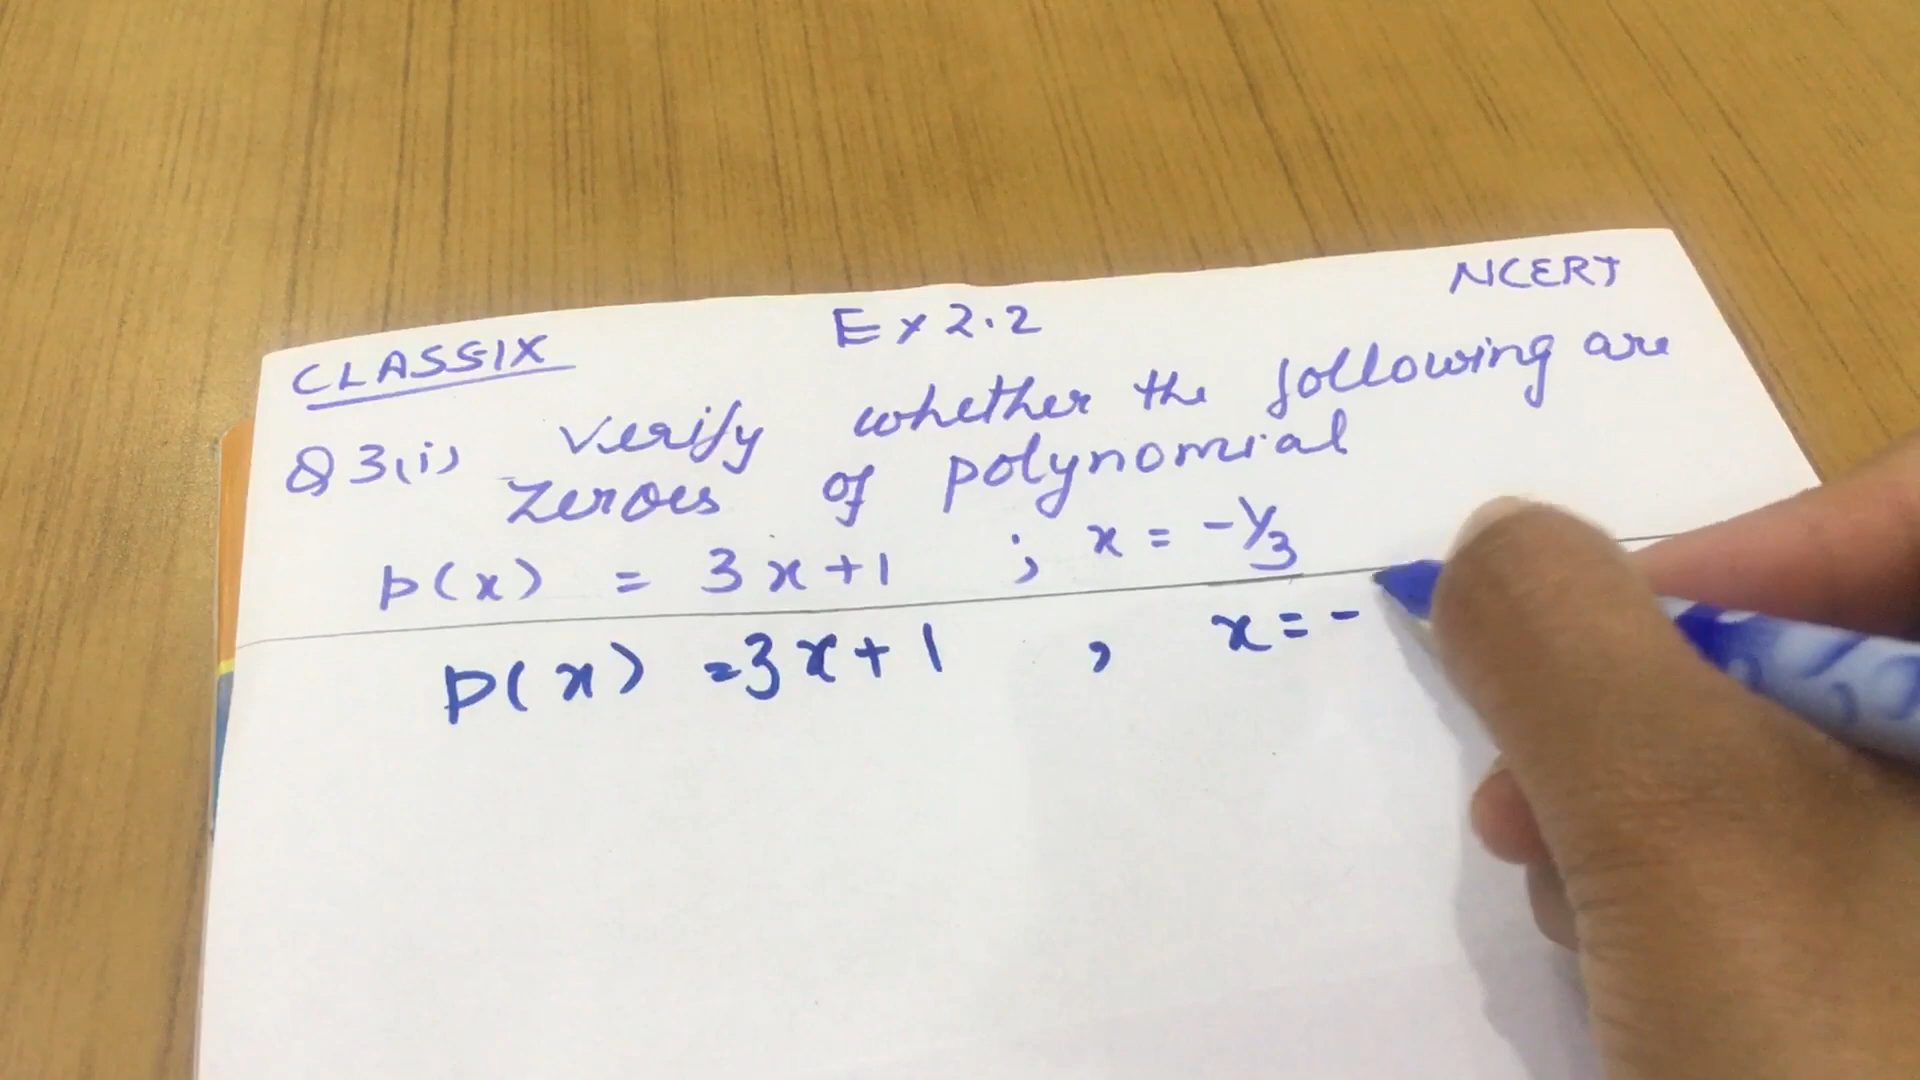 NCERT
CLASSIX Ex 2.2
Q 3(i) Verify whether the following are
zeroes of polynomial
p(x) = 3x+1 ; x = -1/3
p(x) = 3x+1 , x = -